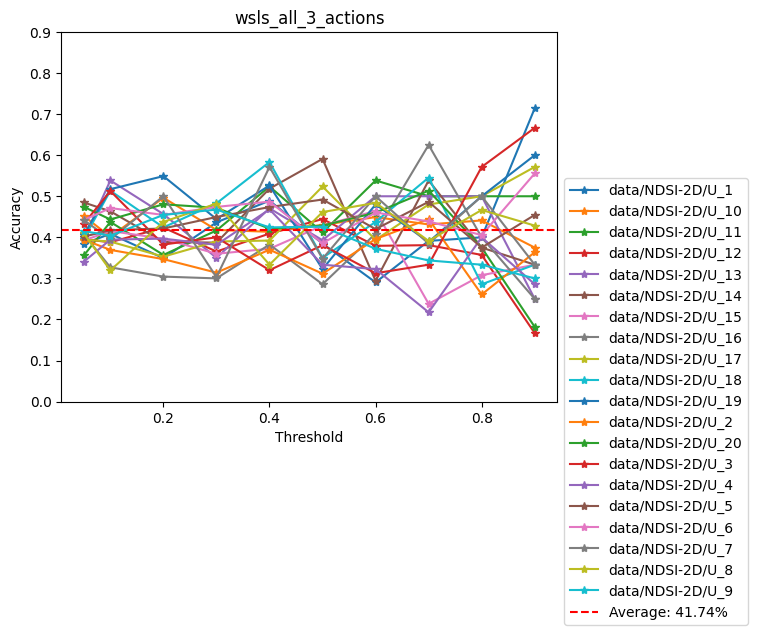 wsls_all_3_actions
Accuracy
0.9
0.8
0.7
0.6
0.5
0.4
0.3
0.2
0.1
0.0
0.2 0.4 0.6 0.8
Threshold
data/NDSI-2D/U_1
data/NDSI-2D/U_10
data/NDSI-2D/U_11
data/NDSI-2D/U_12
data/NDSI-2D/U_13
data/NDSI-2D/U_14
data/NDSI-2D/U_15
data/NDSI-2D/U_16
data/NDSI-2D/U_17
data/NDSI-2D/U_18
data/NDSI-2D/U_19
data/NDSI-2D/U_2
data/NDSI-2D/U_20
data/NDSI-2D/U_3
data/NDSI-2D/U_4
data/NDSI-2D/U_5
data/NDSI-2D/U_6
data/NDSI-2D/U_7
data/NDSI-2D/U_8
data/NDSI-2D/U_9
Average: 41.74%